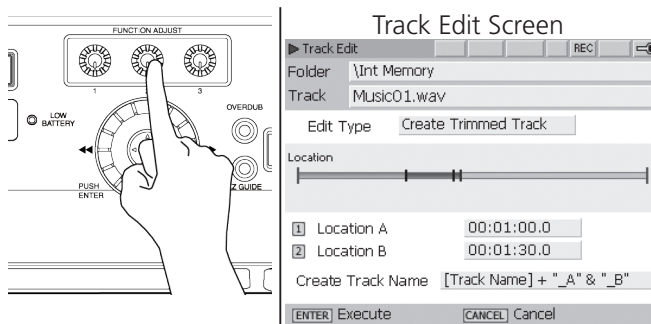 FUNCTION ADJUST
1
3
LOW
BATTERY
OVERDUB
PUSH
ENTER
Z GUIDE
Track Edit Screen
Track Edit
REC
Folder
\Int Memory
Track
Music01.wav
Edit Type
Create Trimmed Track
Location
1 Location A 00:01:00.0
2 Location B 00:01:30.0
Create Track Name [Track Name] + "_A" & "_B"
ENTER Execute CANCEL Cancel